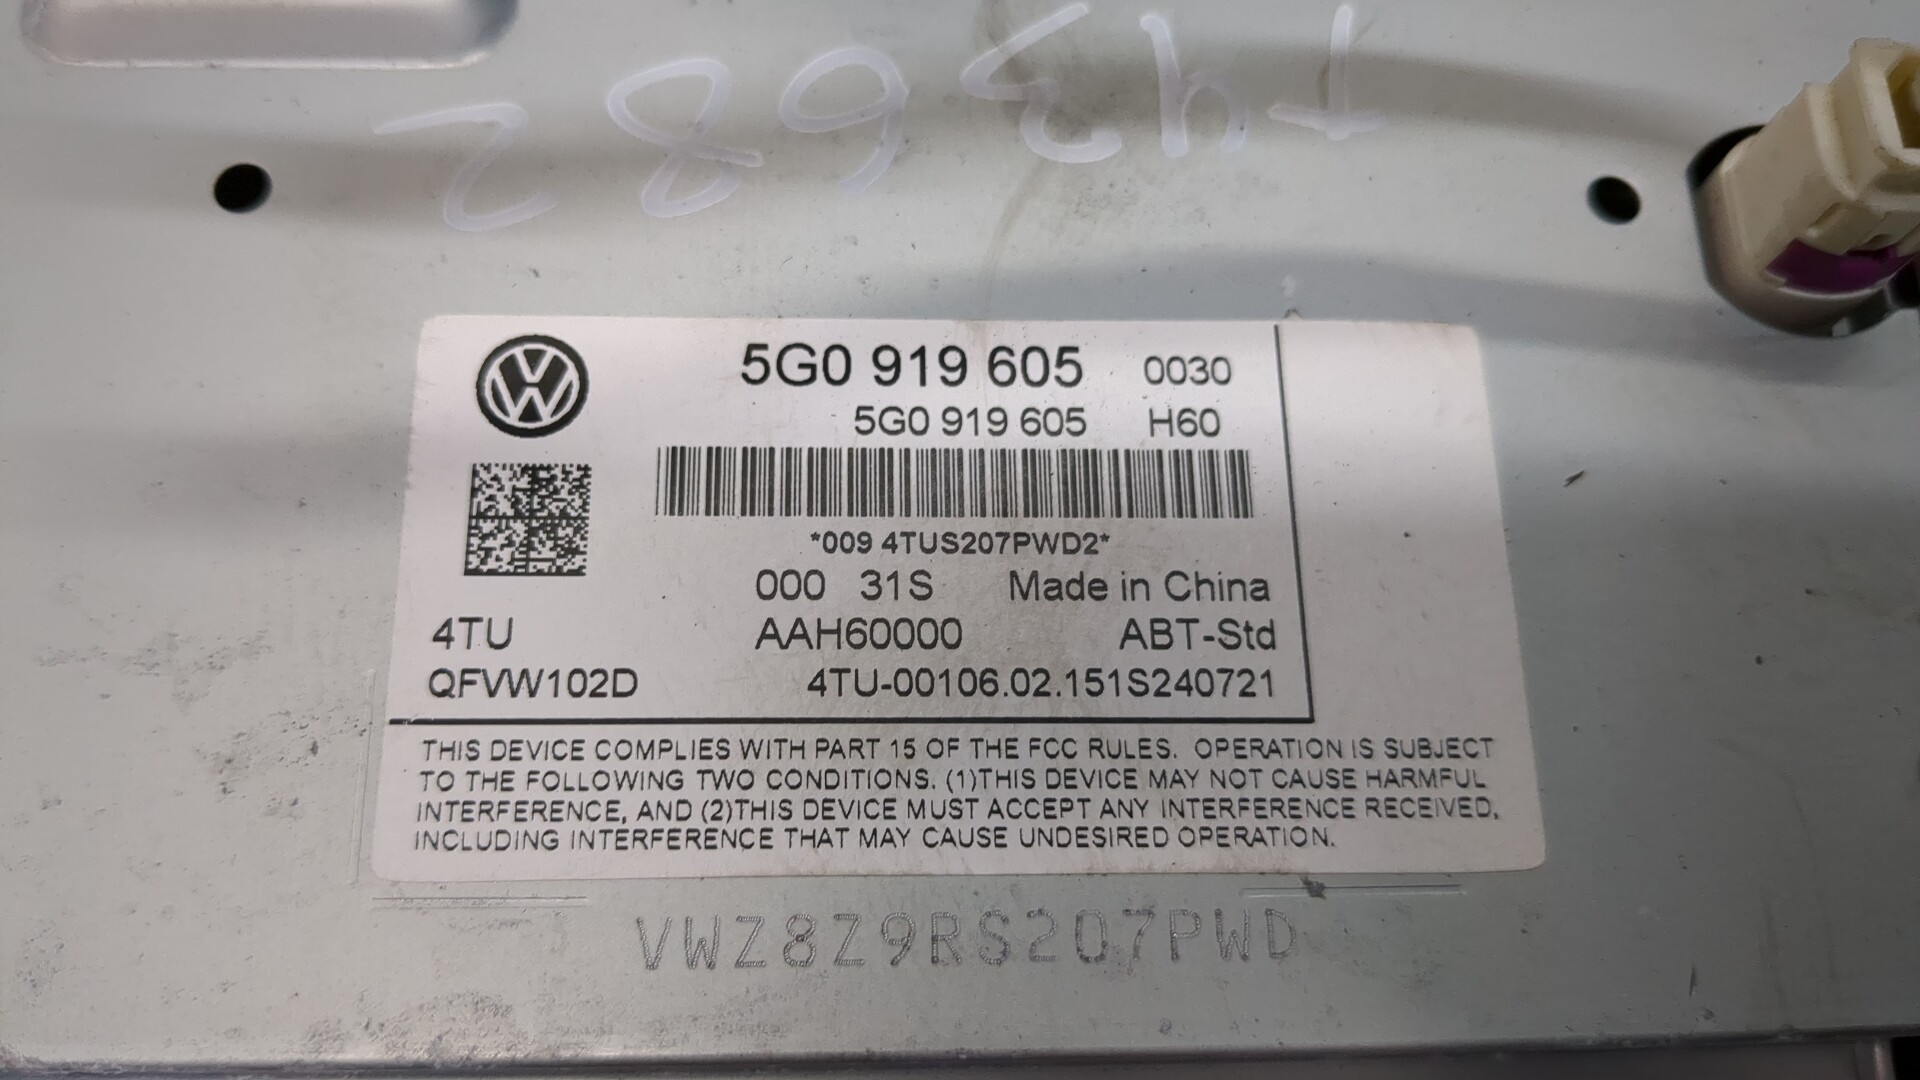 5G0 919 605 0030
5G0 919 605 H60
*009 4TUS207PWD2*
000 31S Made in China
4TU AAH60000 ABT-Std
QFVW102D 4TU-00106.02.151S240721
THIS DEVICE COMPLIES WITH PART 15 OF THE FCC RULES. OPERATION IS SUBJECT
TO THE FOLLOWING TWO CONDITIONS. (1)THIS DEVICE MAY NOT CAUSE HARMFUL
INTERFERENCE, AND (2)THIS DEVICE MUST ACCEPT ANY INTERFERENCE RECEIVED,
INCLUDING INTERFERENCE THAT MAY CAUSE UNDESIRED OPERATION.
VWZ8Z9RS207PWD